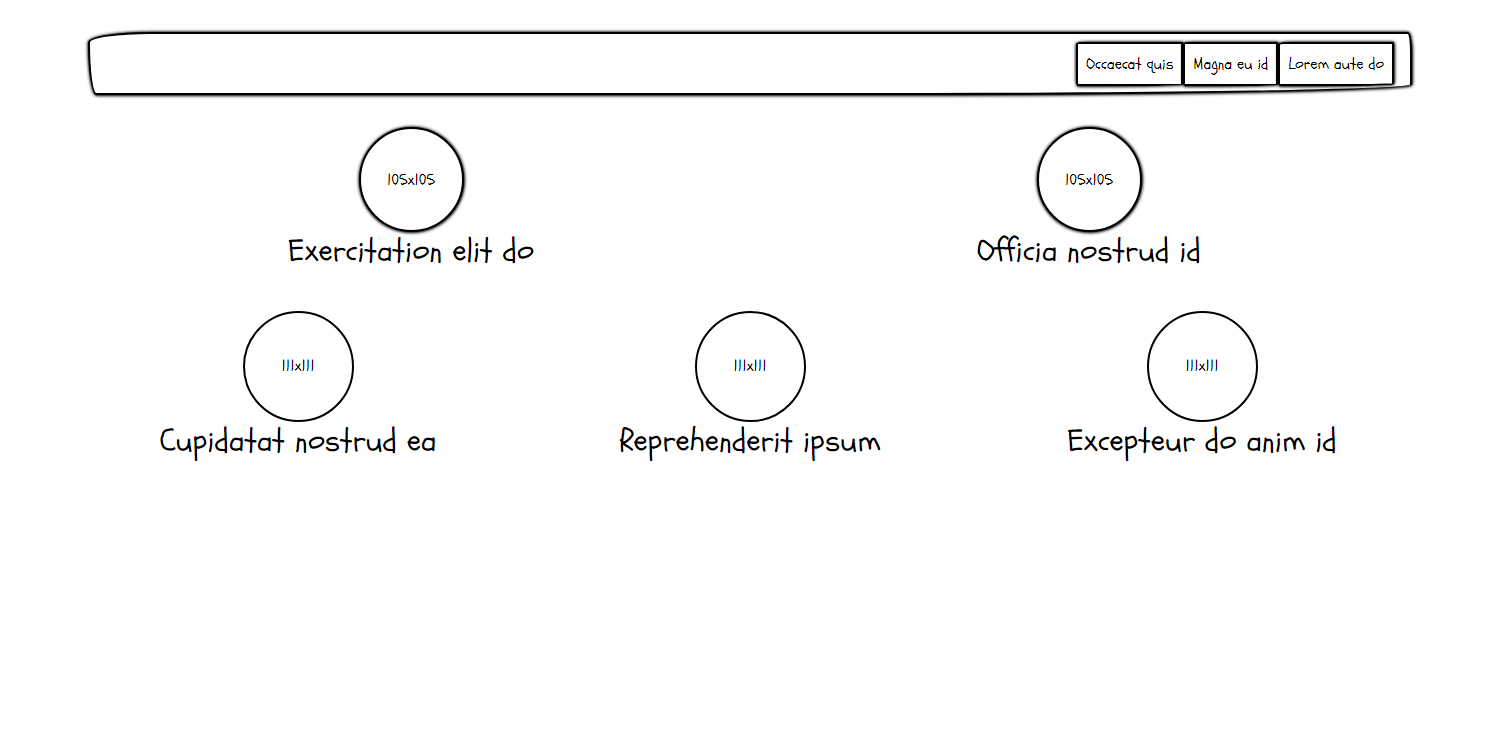 Occaecat quis Magna eu id Lorem aute do
105x105 105x105
Exercitation elit do Officia nostrud id
111x111 111x111 111x111
Cupidatat nostrud ea Reprehenderit ipsum Excepteur do anim id